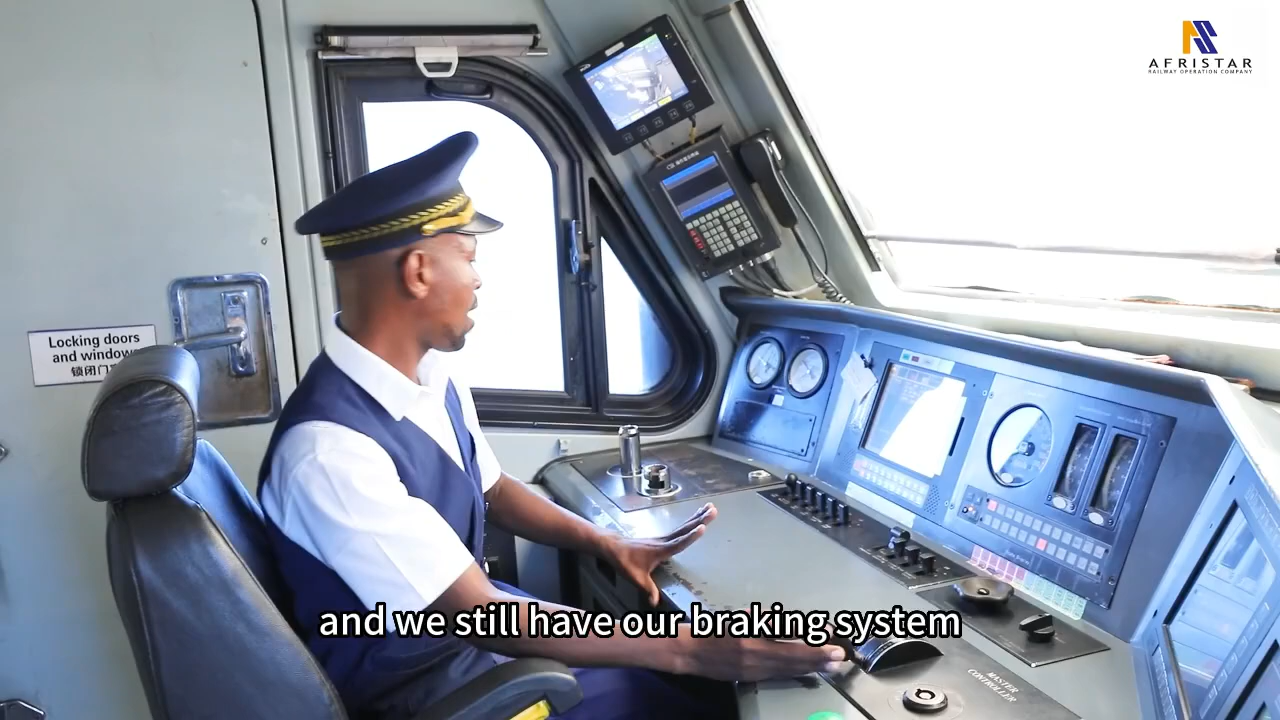 AFRISTAR
RAILWAY OPERATION COMPANY
Locking doors
and windows
锁闭门
and we still have our braking system
MASTER
CONTROLLER